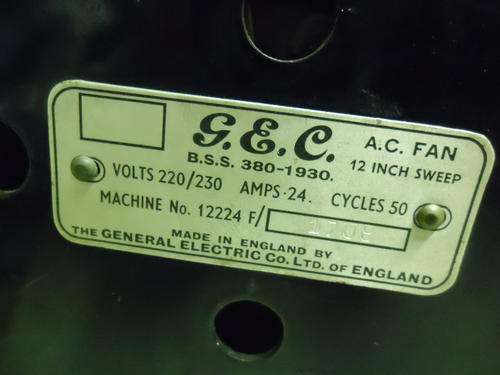 G.E.C. A.C. FAN
B.S.S. 380-1930. 12 INCH SWEEP
VOLTS 220/230 AMPS ·24. CYCLES 50
MACHINE No. 12224 F/
MADE IN ENGLAND BY
THE GENERAL ELECTRIC CO. LTD. OF ENGLAND